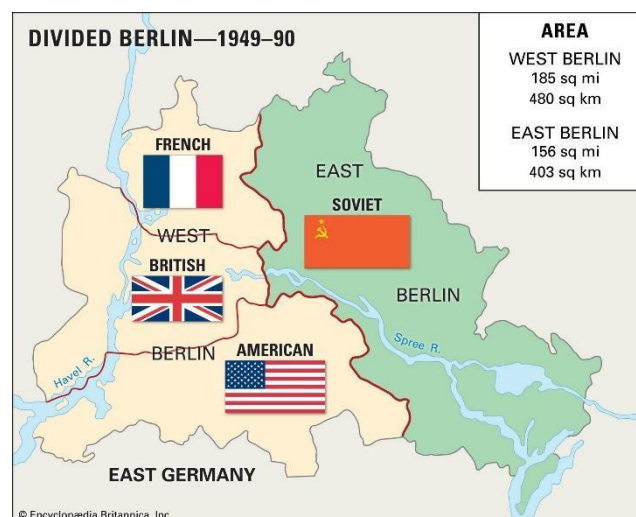 DIVIDED BERLIN—1949–90
AREA
WEST BERLIN
185 sq mi
480 sq km
EAST BERLIN
156 sq mi
403 sq km
FRENCH
EAST
SOVIET
WEST
BRITISH
BERLIN
Spree R.
Havel R.
BERLIN
AMERICAN
EAST GERMANY
© Encyclopædia Britannica, Inc.